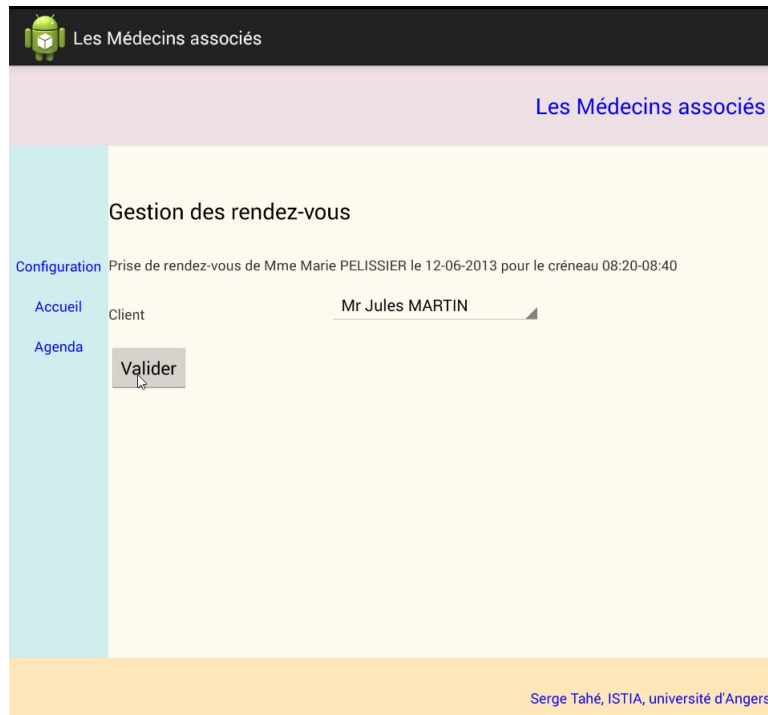 Les Médecins associés
Les Médecins associés
Gestion des rendez-vous
Configuration
Prise de rendez-vous de Mme Marie PELISSIER le 12-06-2013 pour le créneau 08:20-08:40
Accueil
Client
Mr Jules MARTIN
Agenda
Valider
Serge Tahé, ISTIA, université d'Angers